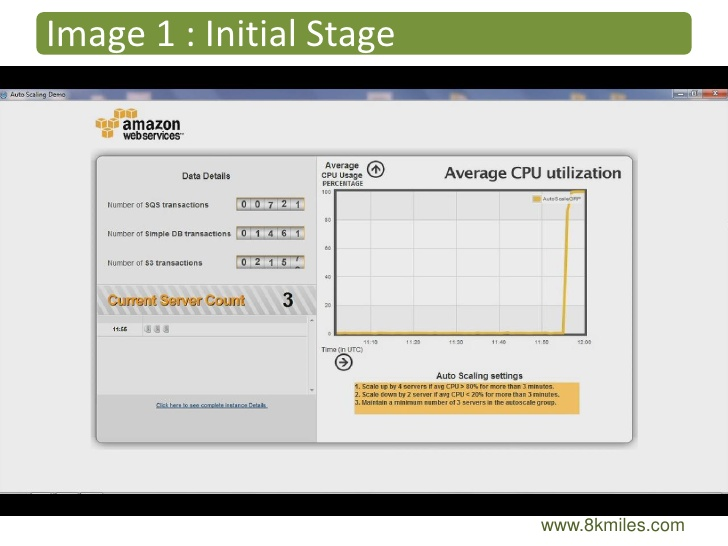 Image 1 : Initial Stage
Auto Scaling Demo
amazon
webservices™
Data Details
Number of SQS transactions 0 0 7 2 1
Number of Simple DB transactions 0 1 4 6 1
Number of S3 transactions 0 2 1 5
Current Server Count 3
11:55
Click here to see complete instance Details.
Average
CPU Usage
PERCENTAGE
Average CPU utilization
AutoScaleGRP
100
80
60
40
20
0
11:10 11:20 11:30 11:40 11:50 12:00
Time (in UTC)
Auto Scaling settings
1. Scale up by 4 servers if avg CPU > 80% for more than 3 minutes.
2. Scale down by 2 server if avg CPU < 20% for more than 3 minutes.
3. Maintain a minimum number of 3 servers in the autoscale group.
www.8kmiles.com